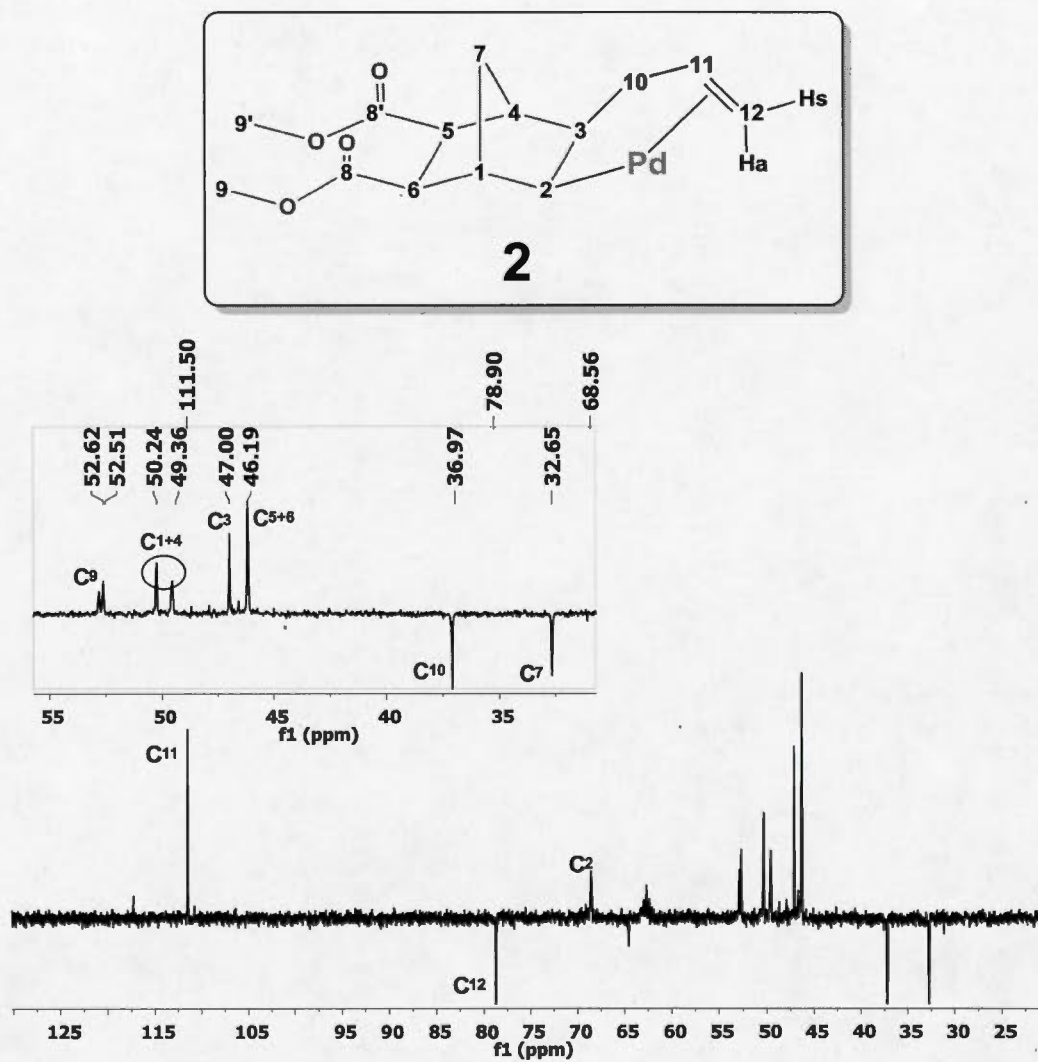 7
11
O
10
8'
4
12
Hs
9'
O
5
3
O
Pd
Ha
8
1
9
6
2
O
2
111.50
78.90
68.56
52.62
52.51
50.24
49.36
47.00
46.19
36.97
32.65
C3
C5+6
C1+4
C9
C10
C7
55 50 45 40 35
f1 (ppm)
C11
C2
C12
125 115 105 95 90 85 80 75 70 65 60 55 50 45 40 35 30 25
f1 (ppm)